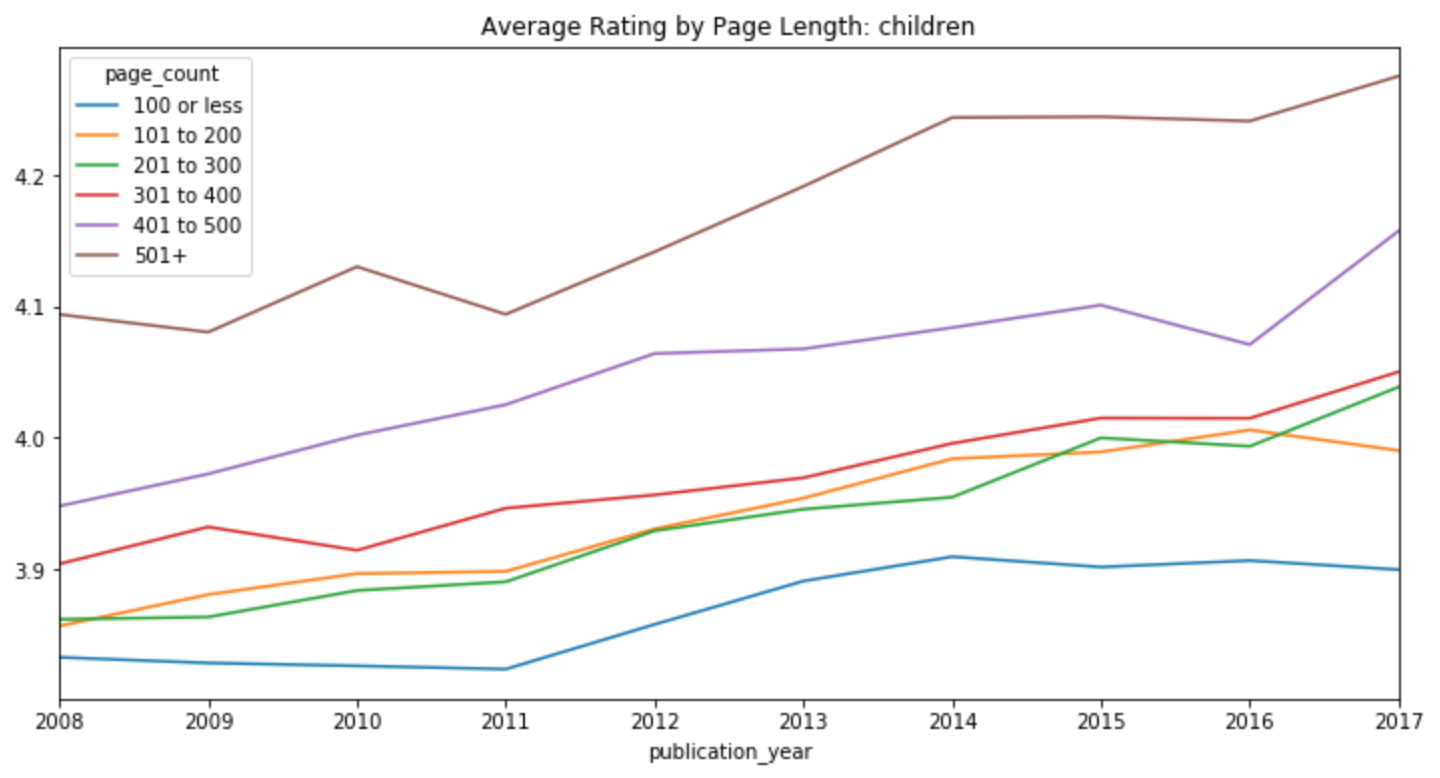 Average Rating by Page Length: children
page_count
100 or less
101 to 200
201 to 300
301 to 400
401 to 500
501+
4.2
4.1
4.0
3.9
2008 2009 2010 2011 2012 2013 2014 2015 2016 2017
publication_year